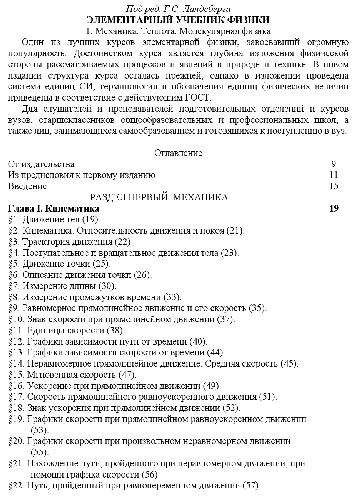 Под ред. Г.С. Ландсберга
ЭЛЕМЕНТАРНЫЙ УЧЕБНИК ФИЗИКИ
1. Механика. Теплота. Молекулярная физика
Один из лучших курсов элементарной физики, завоевавший огромную
популярность. Достоинством курса является глубина изложения физической
стороны рассматриваемых процессов и явлений в природе и технике. В новом
издании структура курса осталась прежней, однако в изложении проведена
система единиц СИ, терминология и обозначения единиц физических величин
приведены в соответствие с действующим ГОСТ.
Для слушателей и преподавателей подготовительных отделений и курсов
вузов, старшеклассников общеобразовательных и профессиональных школ, а
также лиц, занимающихся самообразованием и готовящихся к поступлению в вуз.
Оглавление
От издательства 9
Из предисловия к первому изданию 11
Введение 15
РАЗДЕЛ ПЕРВЫЙ. МЕХАНИКА
Глава I. Кинематика 19
§1. Движение тел (19).
§2. Кинематика. Относительность движения и покоя (21).
§3. Траектория движения (22).
§4. Поступательное и вращательное движения тела (23).
§5. Движение точки (25).
§6. Описание движения точки (26).
§7. Измерение длины (30).
§8. Измерение промежутков времени (33).
§9. Равномерное прямолинейное движение и его скорость (35).
§10. Знак скорости при прямолинейном движении (37).
§11. Единицы скорости (38).
§12. Графики зависимости пути от времени (40).
§13. Графики зависимости скорости от времени (44).
§14. Неравномерное прямолинейное движение. Средняя скорость (45).
§15. Мгновенная скорость (47).
§16. Ускорение при прямолинейном движении (49).
§17. Скорость прямолинейного равноускоренного движения (51).
§18. Знак ускорения при прямолинейном движении (52).
§19. Графики скорости при прямолинейном равноускоренном движении
(53).
§20. Графики скорости при произвольном неравномерном движении
(55).
§21. Нахождение пути, пройденного при неравномерном движении, при
помощи графика скорости (56).
§22. Путь, пройденный при равнопеременном движении (57).